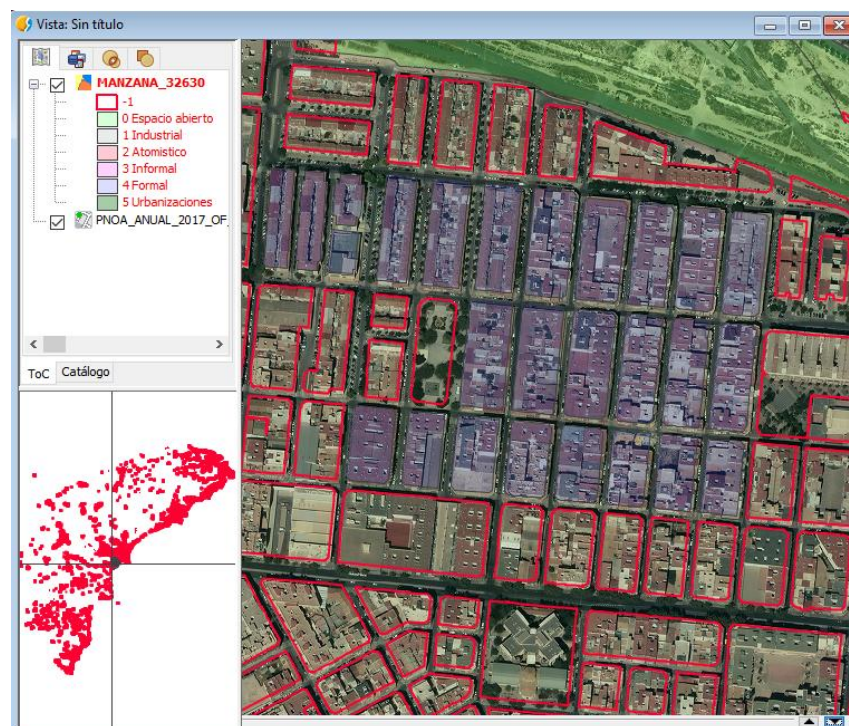 Vista: Sin título
MANZANA_32630
-1
0 Espacio abierto
1 Industrial
2 Atomistico
3 Informal
4 Formal
5 Urbanizaciones
PNOA_ANUAL_2017_OF_
ToC Catálogo